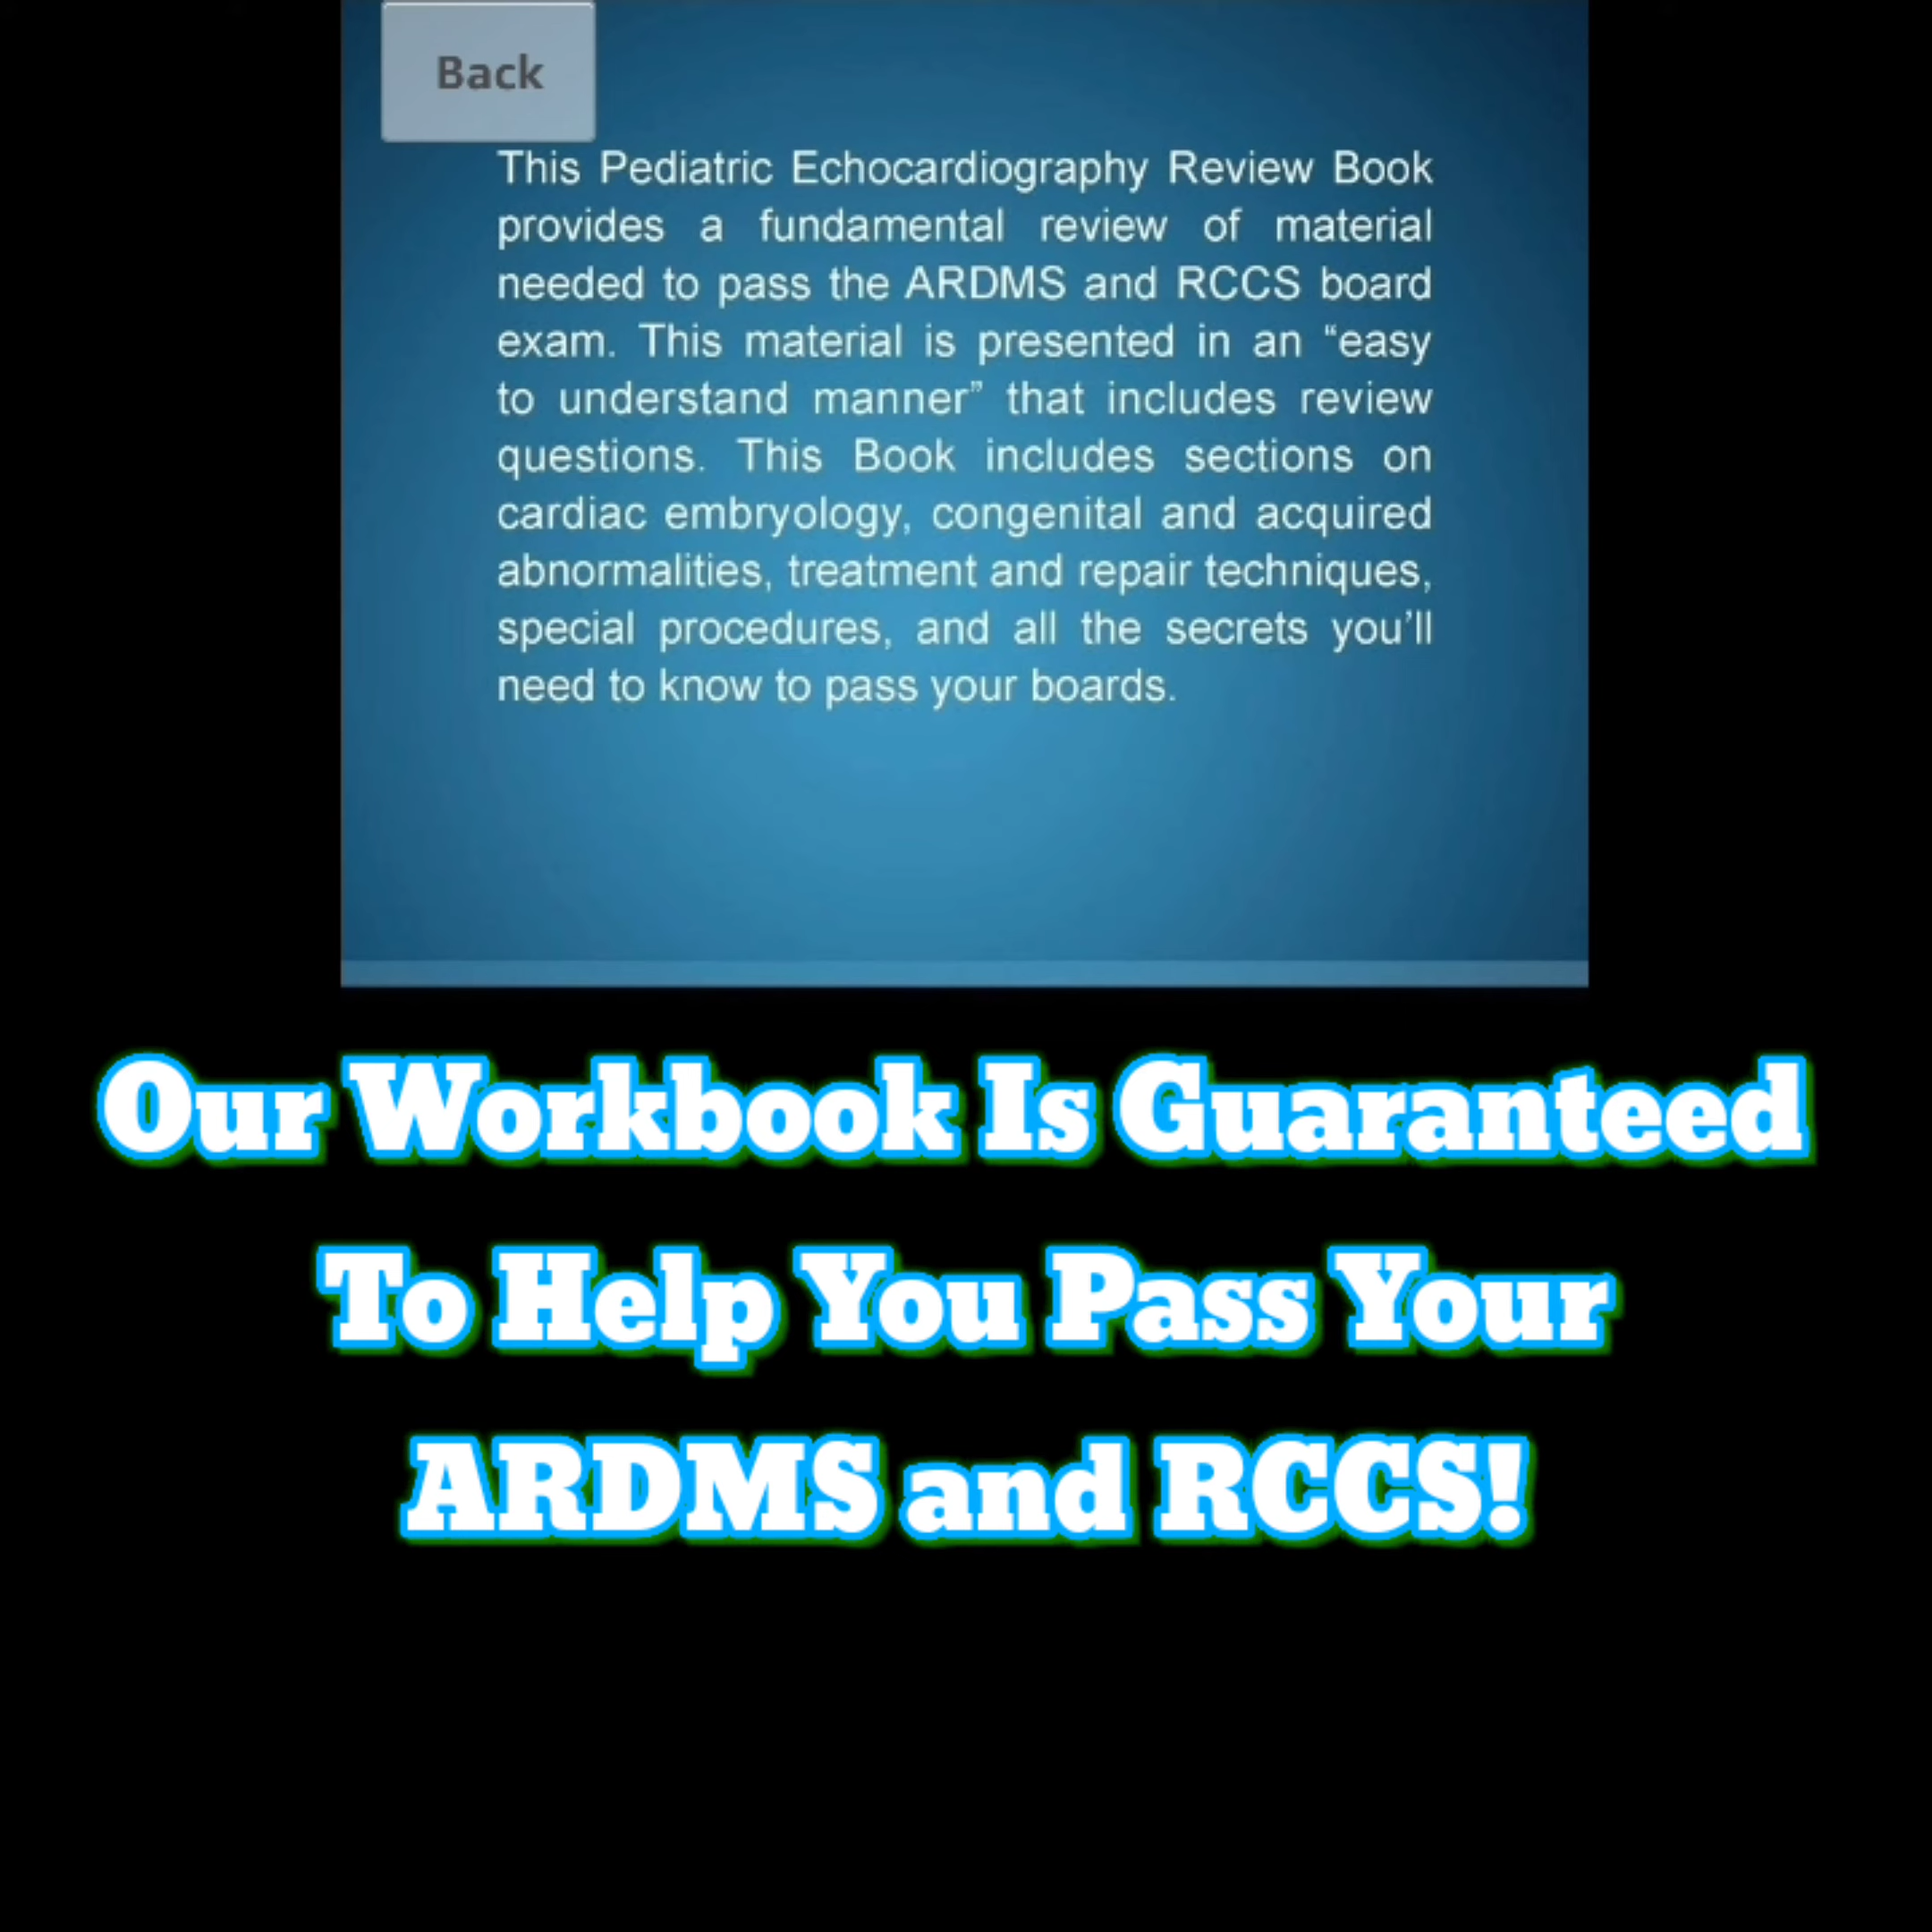 Back
This Pediatric Echocardiography Review Book
provides a fundamental review of material
needed to pass the ARDMS and RCCS board
exam. This material is presented in an “easy
to understand manner” that includes review
questions. This Book includes sections on
cardiac embryology, congenital and acquired
abnormalities, treatment and repair techniques,
special procedures, and all the secrets you’ll
need to know to pass your boards.
Our Workbook Is Guaranteed
To Help You Pass Your
ARDMS and RCCS!